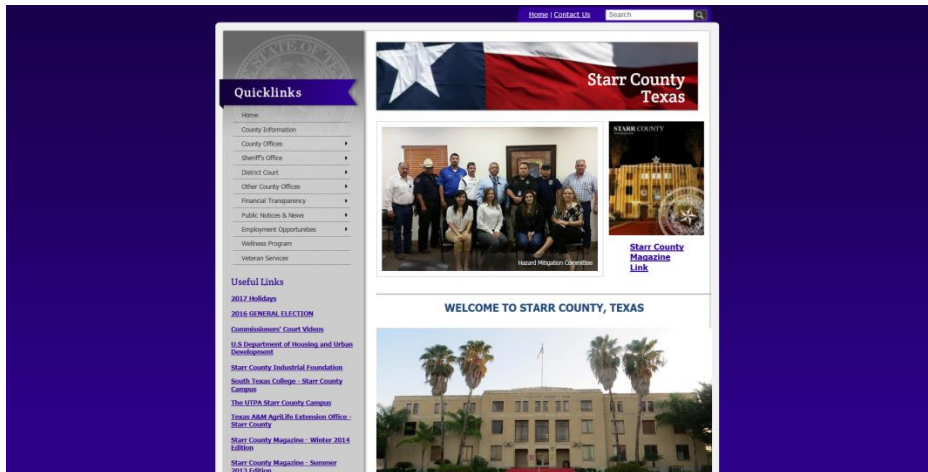 Home | Contact Us
Search
Quicklinks
Home
County Information
County Offices
Sheriff's Office
District Court
Other County Offices
Financial Transparency
Public Notices & News
Employment Opportunities
Wellness Program
Veteran Services
Useful Links
2017 Holidays
2016 GENERAL ELECTION
Commissioners' Court Videos
U.S Department of Housing and Urban
Development
Starr County Industrial Foundation
South Texas College - Starr County
Campus
The UTPA Starr County Campus
Texas A&M AgriLife Extension Office -
Starr County
Starr County Magazine - Winter 2014
Edition
Starr County Magazine - Summer
2013 Edition
Starr County
Texas
Hazard Mitigation Committee
STARR COUNTY
Starr County
Magazine
Link
WELCOME TO STARR COUNTY, TEXAS